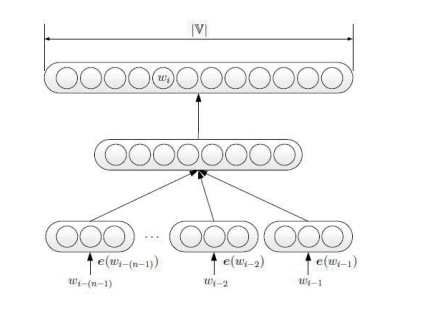 |𝕍|
w_i
···
e(w_{i-(n-1)}) e(w_{i-2}) e(w_{i-1})
w_{i-(n-1)} w_{i-2} w_{i-1}